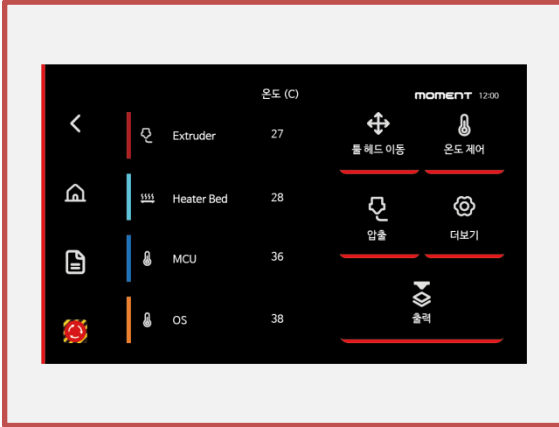 온도 (C)
moment 12:00
Extruder 27
Heater Bed 28
MCU 36
OS 38
툴 헤드 이동
온도 제어
압출
더보기
출력